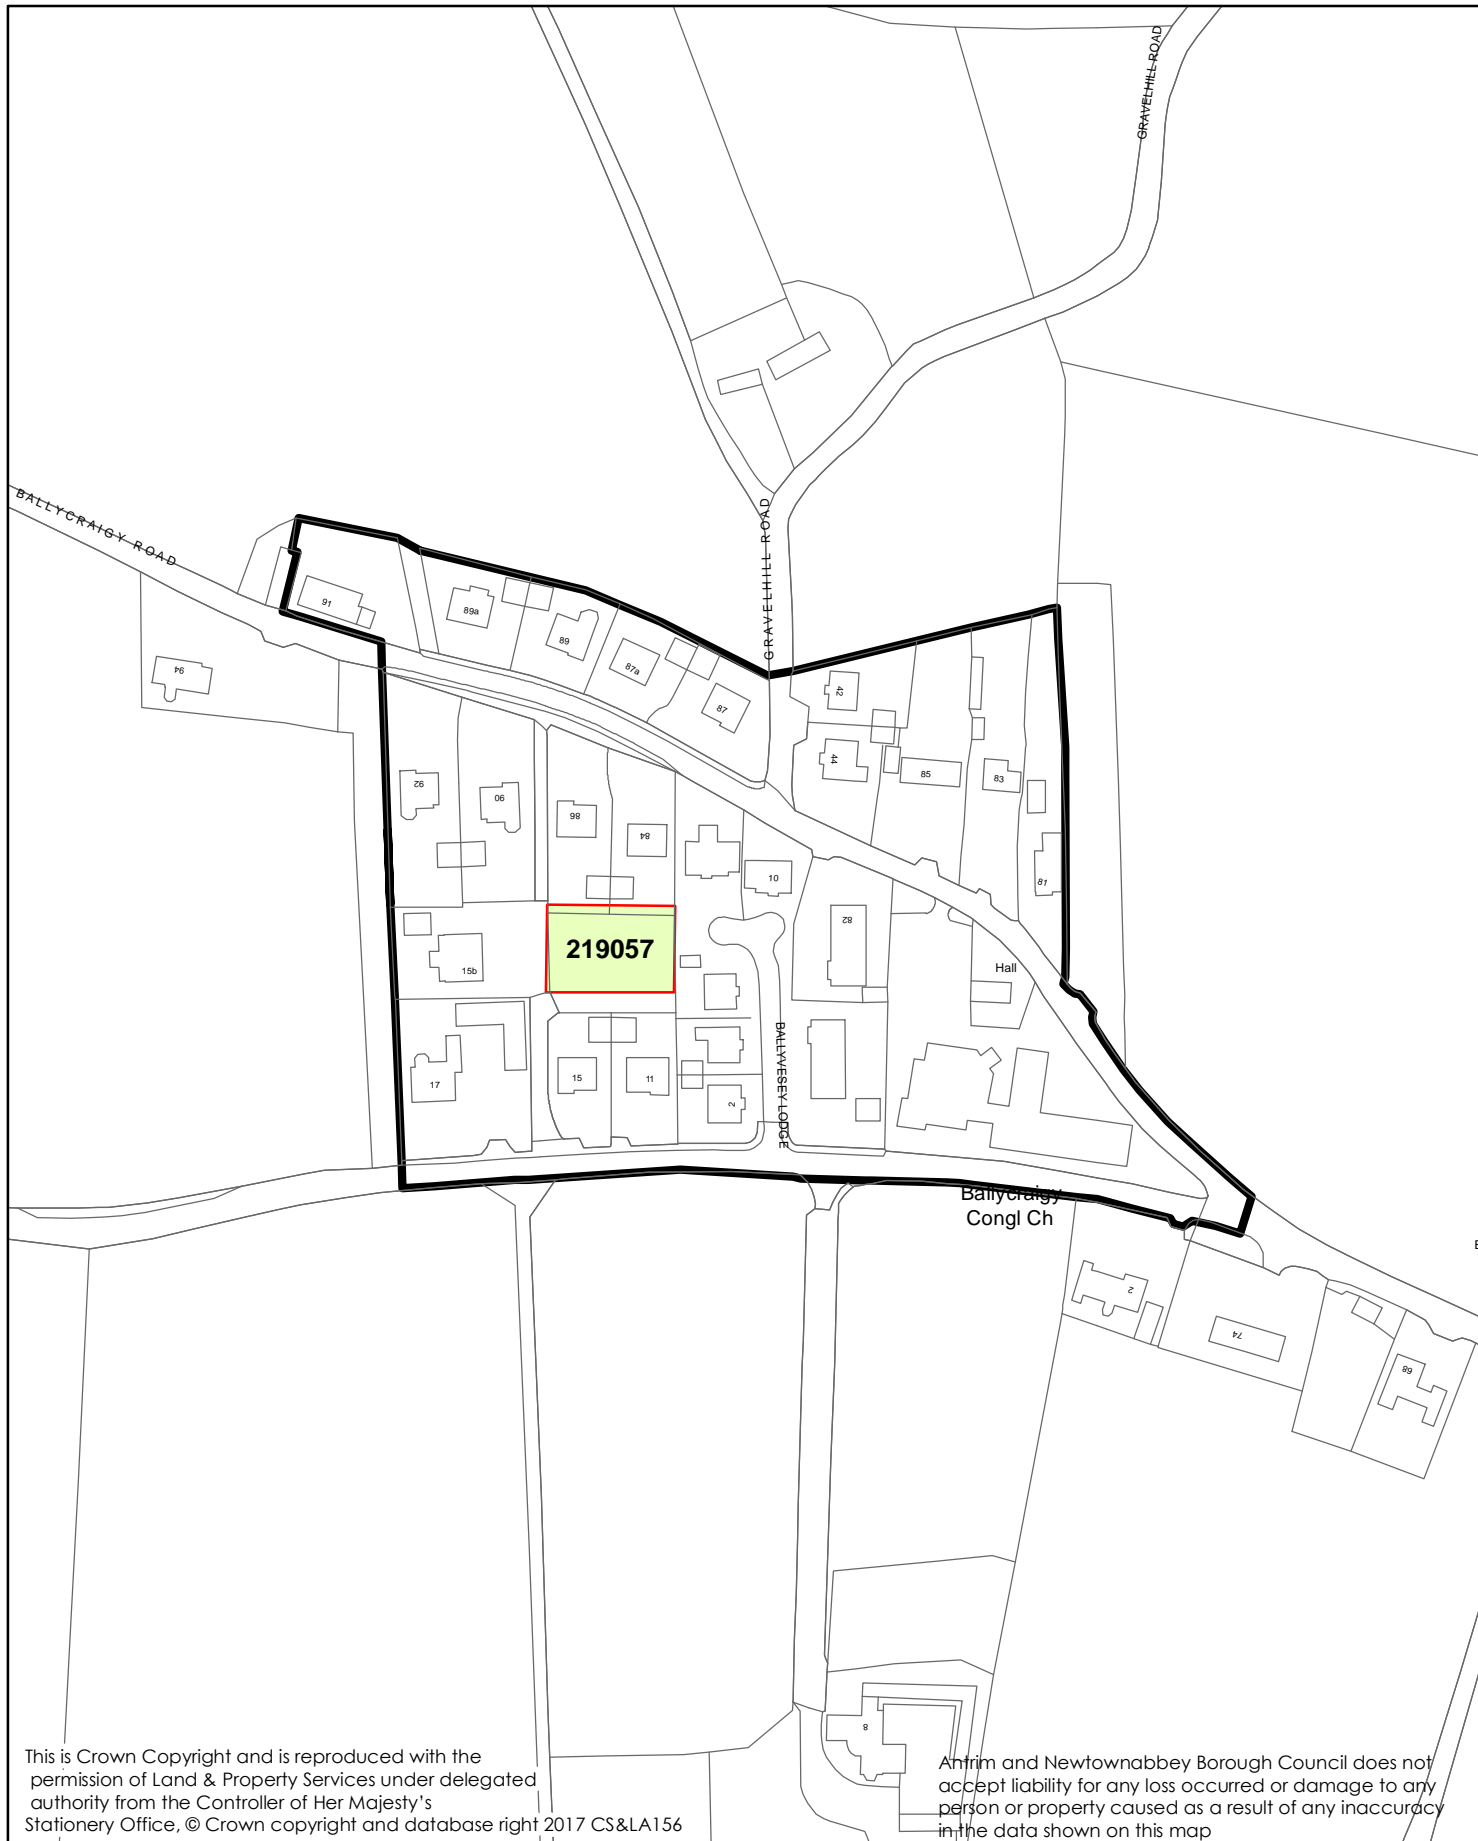 GRAVELHILL ROAD
BALLYCRAIGY ROAD
GRAVELHILL ROAD
91
89a
89
87a
87
94
42
44
85
83
81
92
90
86
84
10
82
Hall
219057
15b
17
15
11
2
BALLYVESEY LODGE
Ballycraigy
Congl Ch
2
74
68
8
This is Crown Copyright and is reproduced with the
permission of Land & Property Services under delegated
authority from the Controller of Her Majesty's
Stationery Office, © Crown copyright and database right 2017 CS&LA156
Antrim and Newtownabbey Borough Council does not
accept liability for any loss occurred or damage to any
person or property caused as a result of any inaccuracy
in the data shown on this map